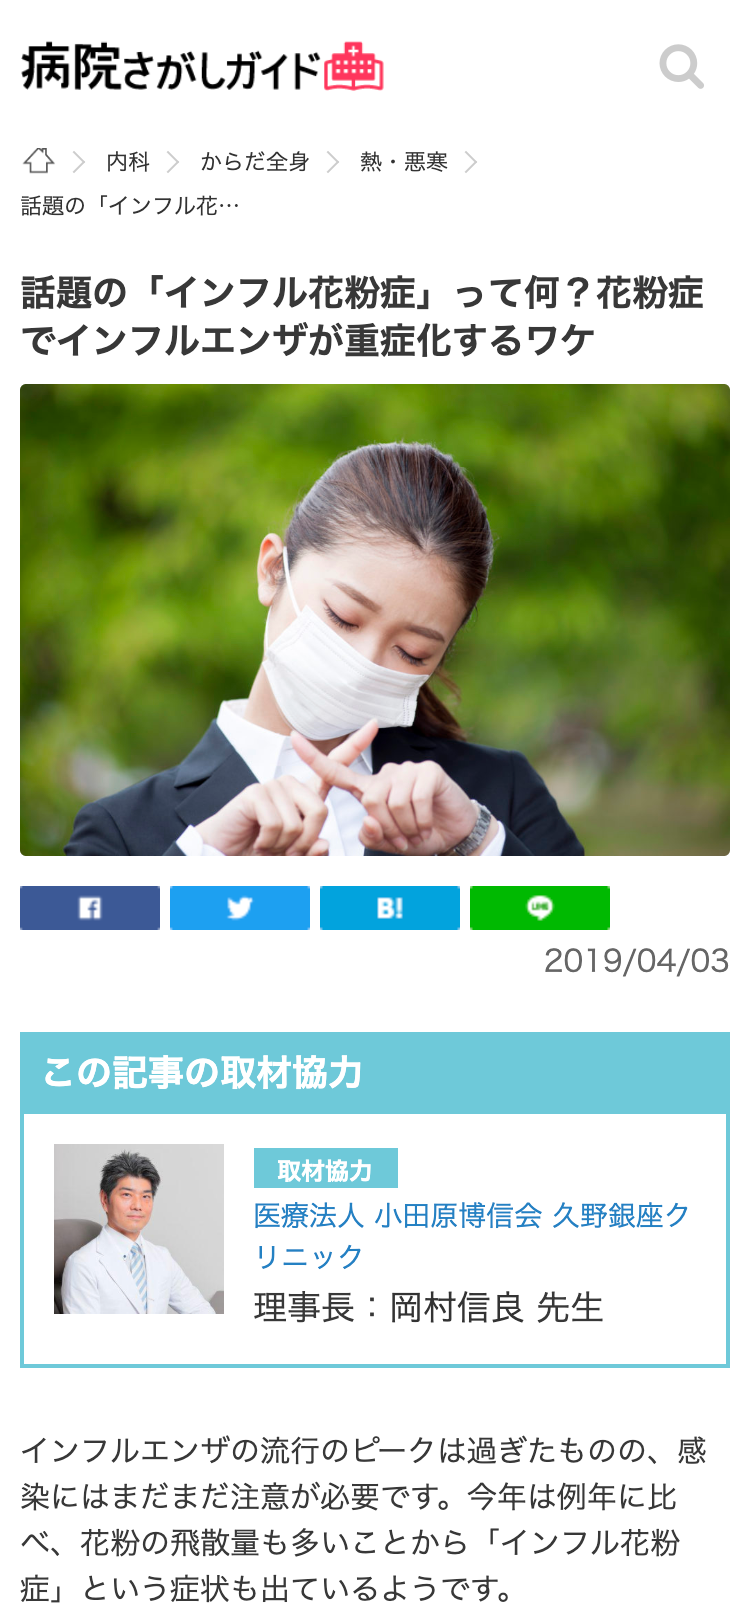 病院さがしガイド
内科 からだ全身 熱・悪寒
話題の「インフル花…
話題の「インフル花粉症」って何？花粉症
でインフルエンザが重症化するワケ
B!
LINE
2019/04/03
この記事の取材協力
取材協力
医療法人 小田原博信会 久野銀座ク
リニック
理事長：岡村信良 先生
インフルエンザの流行のピークは過ぎたものの、感
染にはまだまだ注意が必要です。今年は例年に比
べ、花粉の飛散量も多いことから「インフル花粉
症」という症状も出ているようです。